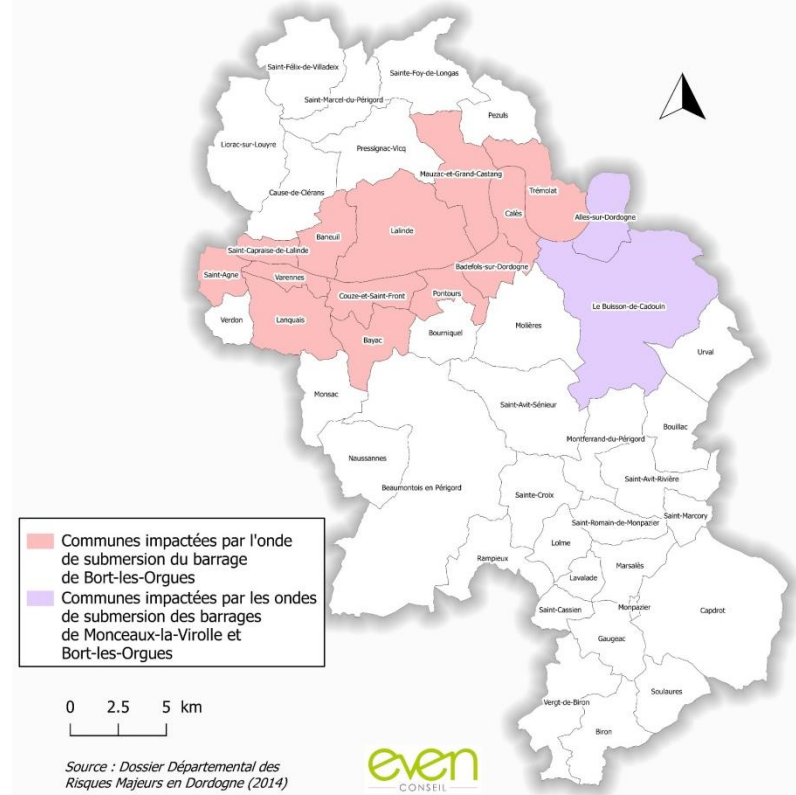 Saint-Félix-de-Villadeix
Sainte-Foy-de-Longas
Saint-Marcel-du-Périgord
Pezuls
Liorac-sur-Louyre
Pressignac-Vicq
Mauzac-et-Grand-Castang
Cause-de-Clérans
Trémolat
Calès
Alles-sur-Dordogne
Lalinde
Baneuil
Saint-Capraise-de-Lalinde
Badefols-sur-Dordogne
Saint-Agne
Varennes
Couze-et-Saint-Front
Pontours
Le Buisson-de-Cadouin
Verdon
Lanquais
Bayac
Bourniquel
Molières
Urval
Monsac
Saint-Avit-Sénieur
Bouillac
Montferrand-du-Périgord
Naussannes
Saint-Avit-Rivière
Beaumontois en Périgord
Sainte-Croix
Saint-Marcory
Saint-Romain-de-Monpazier
Lolme
Rampieux
Marsalès
Lavalade
Saint-Cassien
Monpazier
Capdrot
Gaugeac
Soulaures
Vergt-de-Biron
Biron
Communes impactées par l'onde
de submersion du barrage
de Bort-les-Orgues
Communes impactées par les ondes
de submersion des barrages
de Monceaux-la-Virolle et
Bort-les-Orgues
0 2.5 5 km
Source : Dossier Départemental des
Risques Majeurs en Dordogne (2014)
even
CONSEIL